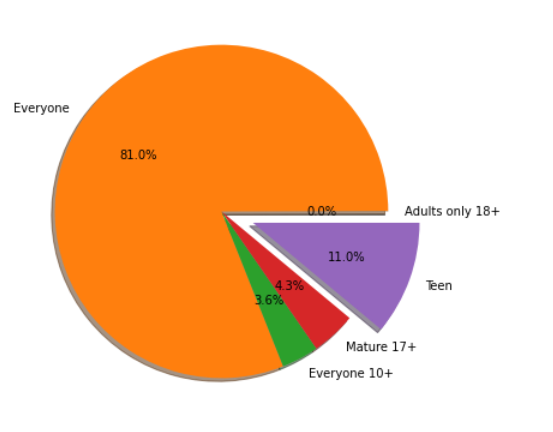 Everyone
81.0%
0.0%
Adults only 18+
11.0%
Teen
4.3%
3.6%
Mature 17+
Everyone 10+